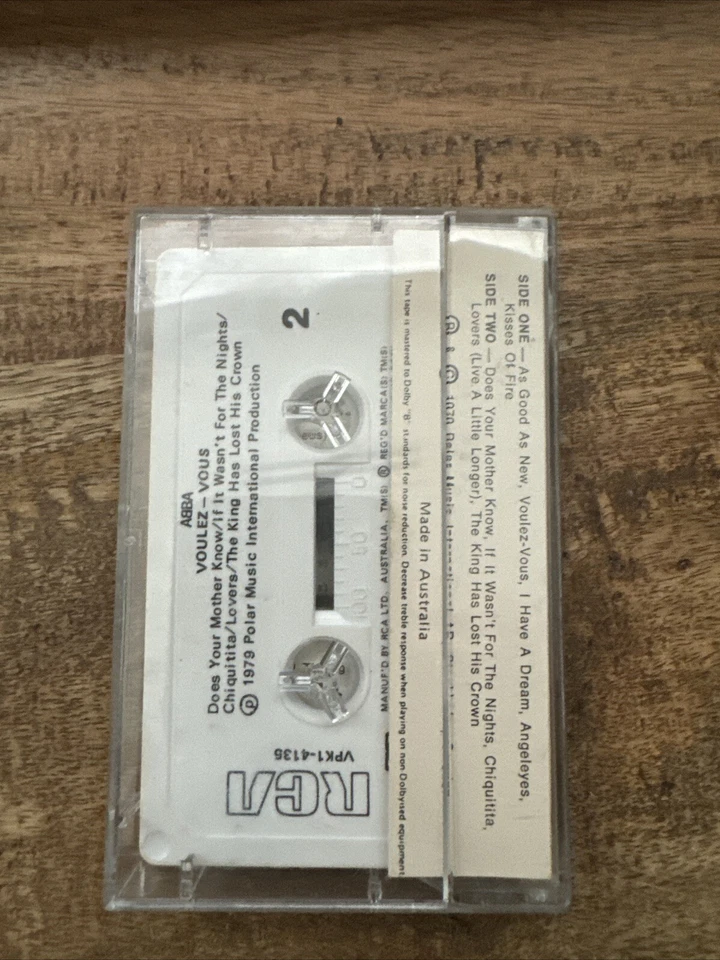 ABBA
VOULEZ – VOUS
Does Your Mother Know/If It Wasn't For The Nights/
Chiquitita/Lovers/The King Has Lost His Crown
℗ 1979 Polar Music International Production
2
MANUF'D BY RCA LTD. AUSTRALIA. TM(S) ® REG'D MARCA(S) TM(S)
VPK1-4135
RCA
This tape is mastered to Dolby "B" standards for noise reduction. Decrease treble response when playing on non Dolbyised equipment.
Made in Australia
SIDE ONE — As Good As New, Voulez-Vous, I Have A Dream, Angeleyes,
Kisses Of Fire
SIDE TWO — Does Your Mother Know, If It Wasn't For The Nights, Chiquitita,
Lovers (Live A Little Longer), The King Has Lost His Crown
℗ & © 1979 Polar Music International AB